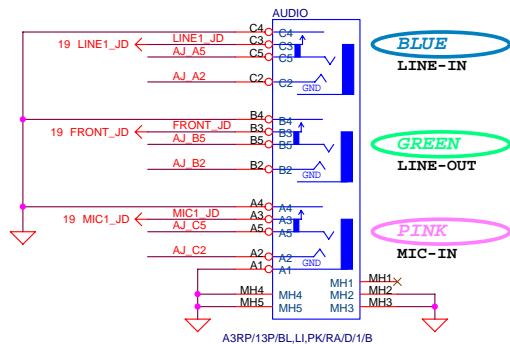 AUDIO
C4 C4
19 LINE1_JD LINE1_JD C3 C3
AJ_A5 C5 C5
BLUE
LINE-IN
AJ_A2 C2 C2
GND
B4 B4
19 FRONT_JD FRONT_JD B3 B3
AJ_B5 B5 B5
GREEN
LINE-OUT
AJ_B2 B2 B2
GND
A4 A4
19 MIC1_JD MIC1_JD A3 A3
AJ_C5 A5 A5
PINK
MIC-IN
AJ_C2 A2 A2
GND
A1 A1
MH1 MH1
MH4 MH4 MH2 MH2
MH5 MH5 MH3 MH3
A3RP/13P/BL,LI,PK/RA/D/1/B